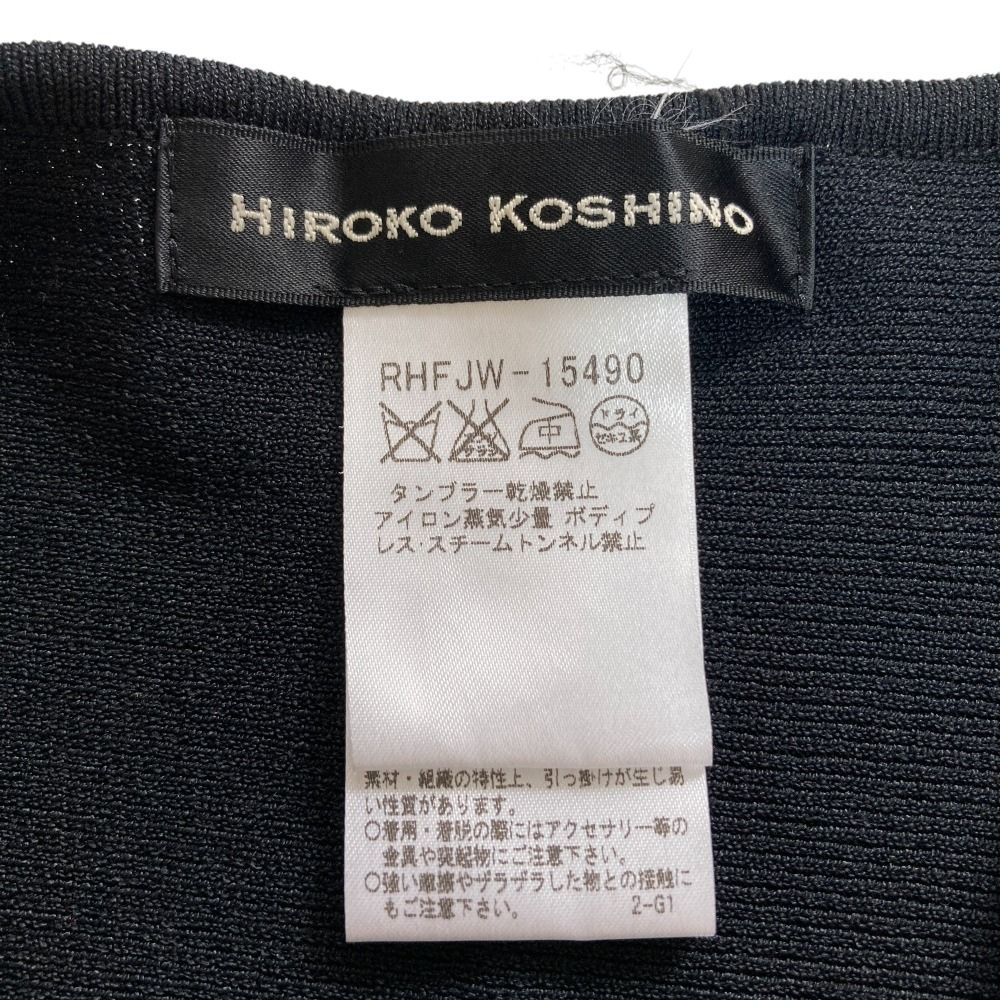 HIROKO KOSHINO
RHFJW-15490
中 ドライ
セキユ系
タンブラー乾燥禁止
アイロン蒸気少量 ボディプ
レス・スチームトンネル禁止
素材・組織の特性上、引っ掛けが生じ易
い性質があります。
○着用・着脱の際にはアクセサリー等の
金具や突起物にご注意下さい。
○強い摩擦やザラザラした物との接触に
もご注意下さい。 2-G1